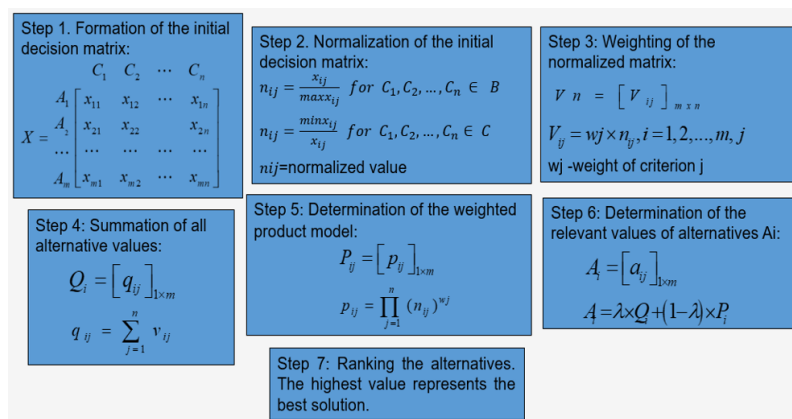 Step 1. Formation of the initial
decision matrix:
C₁ C₂ ⋯ Cₙ
A₁ x₁₁ x₁₂ ⋯ x₁ₙ
X = A₂ x₂₁ x₂₂ x₂ₙ
⋯ ⋯ ⋯ ⋯ ⋯
Aₘ xₘ₁ xₘ₂ ⋯ xₘₙ
Step 2. Normalization of the initial
decision matrix:
nᵢⱼ = xᵢⱼ/maxxᵢⱼ for C₁, C₂, …, Cₙ ∈ B
nᵢⱼ = minxᵢⱼ/xᵢⱼ for C₁, C₂, …, Cₙ ∈ C
nij=normalized value
Step 3: Weighting of the
normalized matrix:
V n = [V ij] m x n
Vij = wj × nij, i = 1, 2, ..., m, j
wj -weight of criterion j
Step 4: Summation of all
alternative values:
Qi = [qij]1×m
q ij = ∑ j=1 n v ij
Step 5: Determination of the weighted
product model:
Pij = [pij]1×m
pij = ∏ j=1 n (nij)^wj
Step 6: Determination of the
relevant values of alternatives Ai:
Ai = [aij]1×m
Ai = λ×Qi+(1−λ)×Pi
Step 7: Ranking the alternatives.
The highest value represents the
best solution.